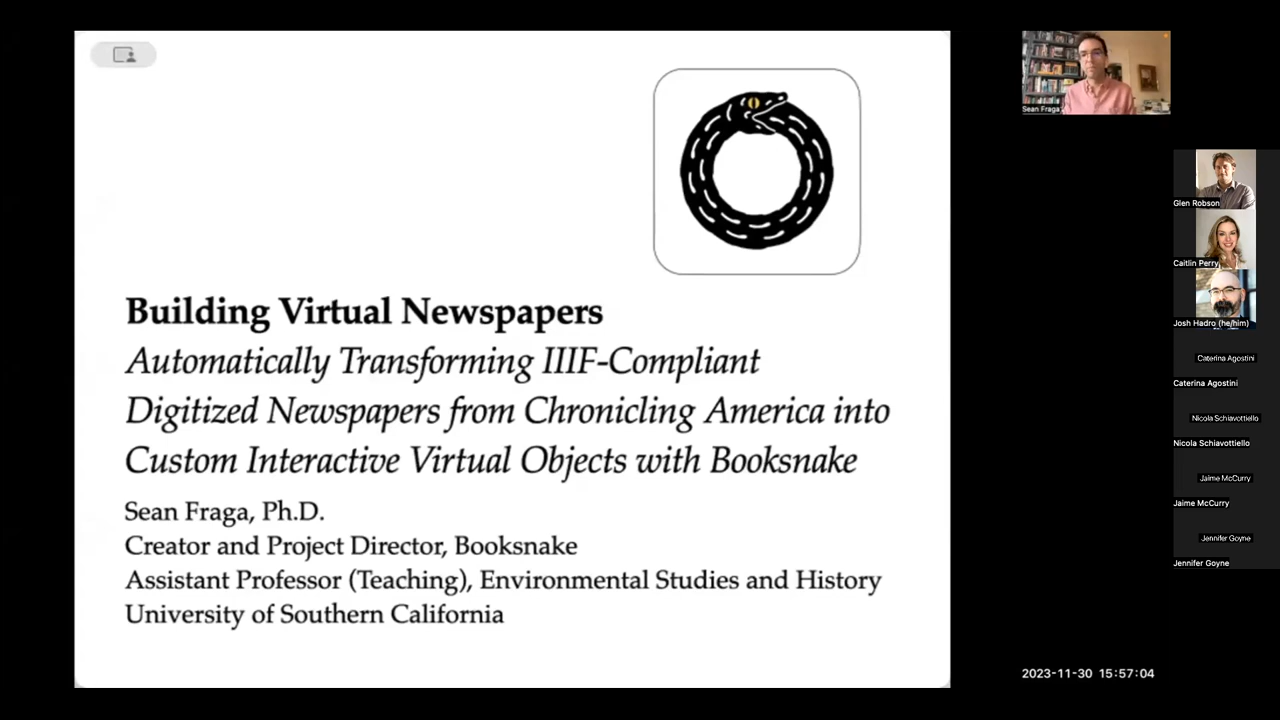 Building Virtual Newspapers
Automatically Transforming IIIF-Compliant
Digitized Newspapers from Chronicling America into
Custom Interactive Virtual Objects with Booksnake
Sean Fraga, Ph.D.
Creator and Project Director, Booksnake
Assistant Professor (Teaching), Environmental Studies and History
University of Southern California
Sean Fraga
Glen Robson
Caitlin Perry
Josh Hadro (he/him)
Caterina Agostini
Caterina Agostini
Nicola Schiavottiello
Nicola Schiavottiello
Jaime McCurry
Jaime McCurry
Jennifer Goyne
Jennifer Goyne
2023-11-30 15:57:04